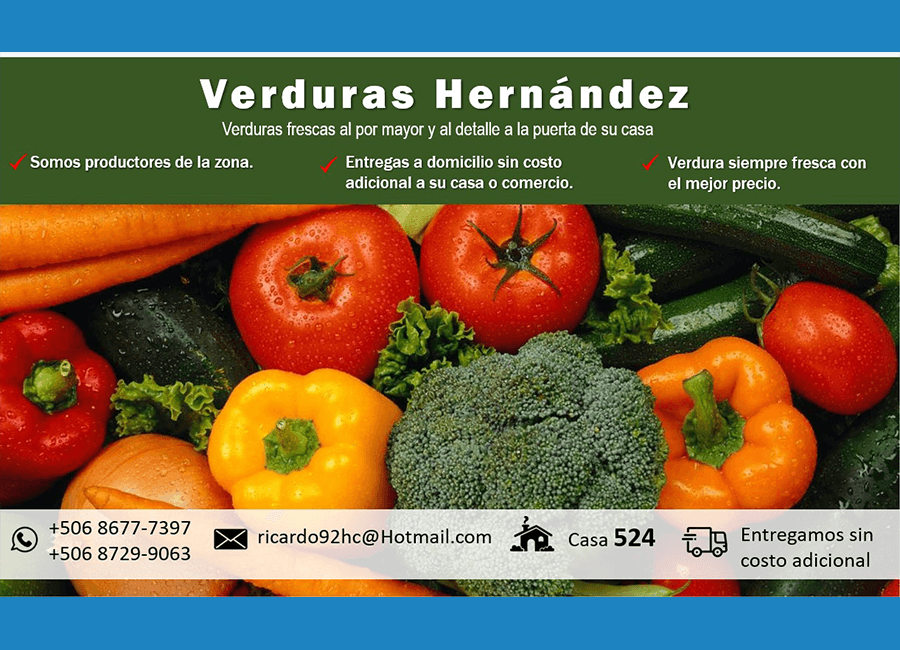 Verduras Hernández
Verduras frescas al por mayor y al detalle a la puerta de su casa
Somos productores de la zona.
Entregas a domicilio sin costo
adicional a su casa o comercio.
Verdura siempre fresca con
el mejor precio.
+506 8677-7397
+506 8729-9063
ricardo92hc@Hotmail.com
Casa 524
Entregamos sin
costo adicional